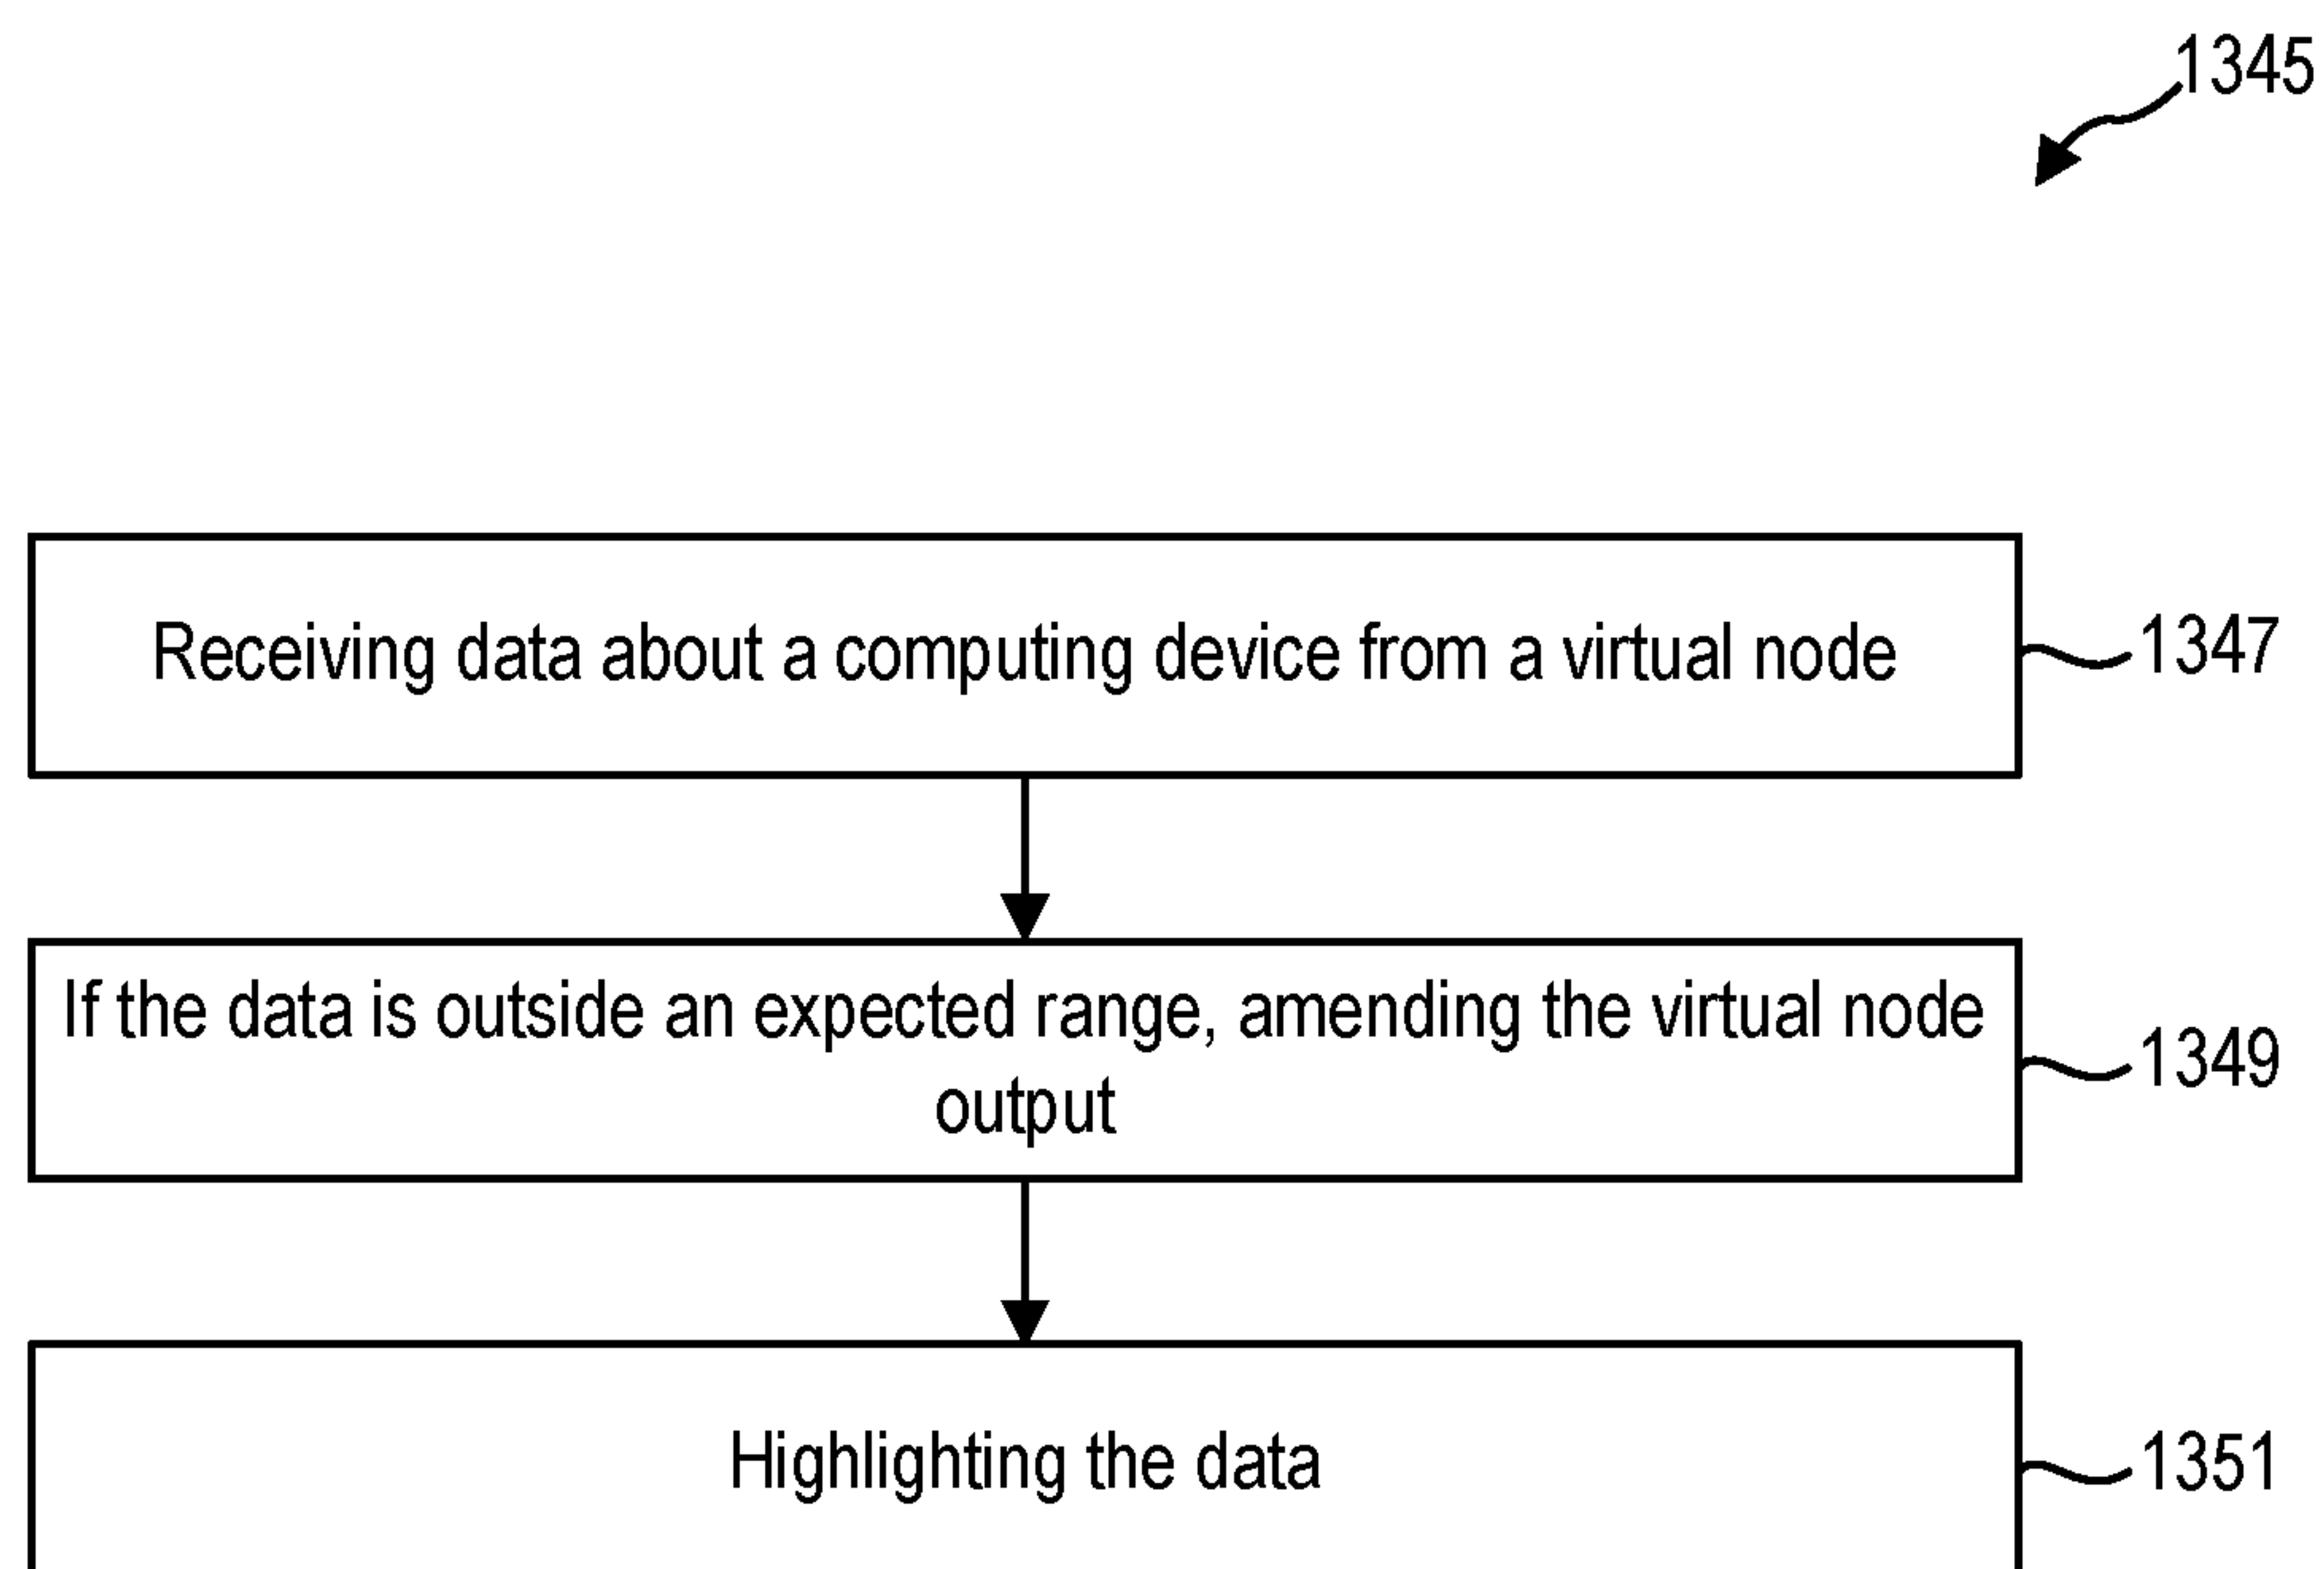 1345
Receiving data about a computing device from a virtual node
1347
If the data is outside an expected range, amending the virtual node
output
1349
Highlighting the data
1351